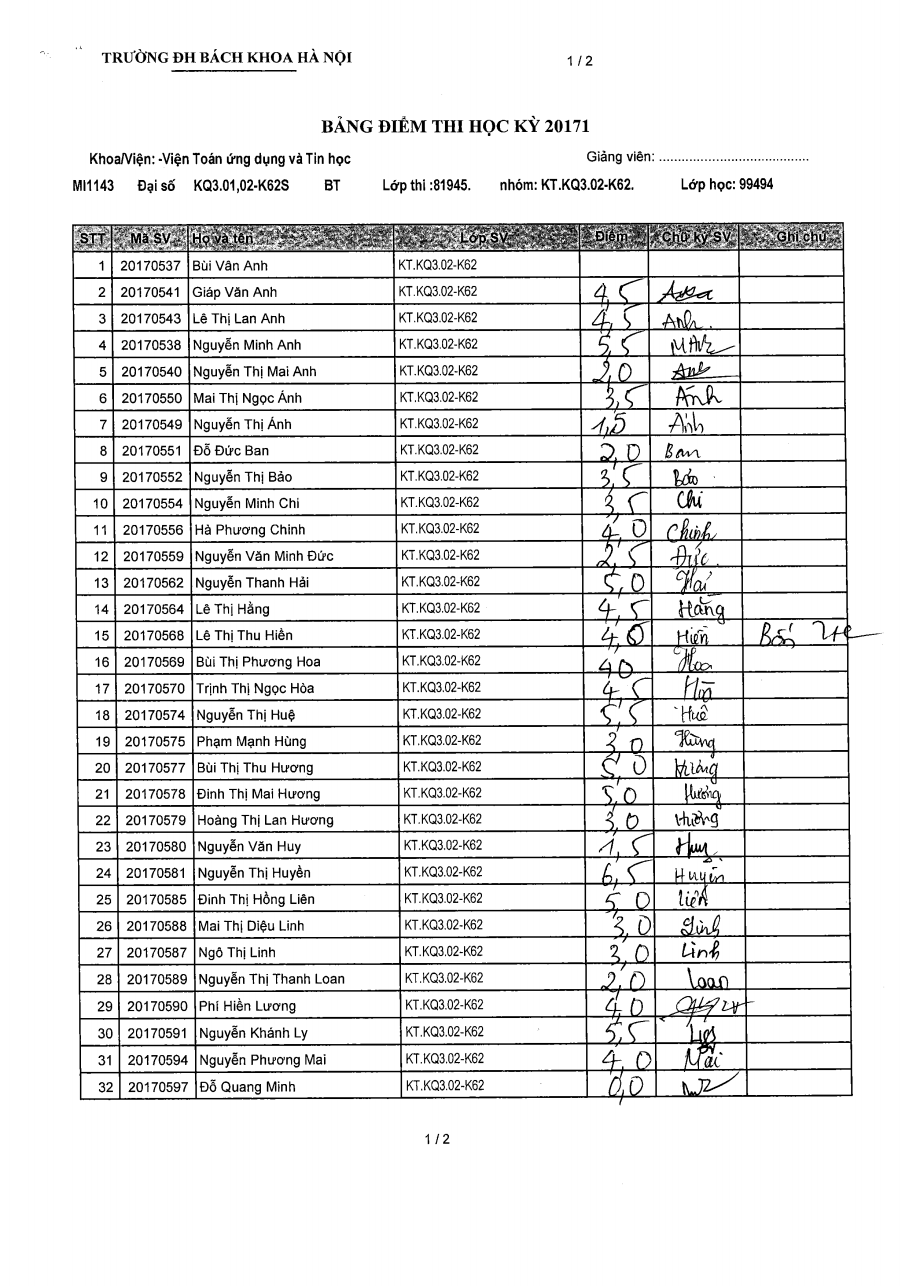 TRƯỜNG ĐH BÁCH KHOA HÀ NỘI
1 / 2
BẢNG ĐIỂM THI HỌC KỲ 20171
Khoa/Viện: -Viện Toán ứng dụng và Tin học Giảng viên: ........................................
MI1143 Đại số KQ3.01,02-K62S BT Lớp thi :81945. nhóm: KT.KQ3.02-K62. Lớp học: 99494
STT Mã SV Họ và tên Lớp SV Điểm Chữ ký SV Ghi chú
1 20170537 Bùi Vân Anh KT.KQ3.02-K62
2 20170541 Giáp Văn Anh KT.KQ3.02-K62 4,5
3 20170543 Lê Thị Lan Anh KT.KQ3.02-K62 4,5 Anh
4 20170538 Nguyễn Minh Anh KT.KQ3.02-K62 5,5
5 20170540 Nguyễn Thị Mai Anh KT.KQ3.02-K62 2,0
6 20170550 Mai Thị Ngọc Ánh KT.KQ3.02-K62 3,5 Ánh
7 20170549 Nguyễn Thị Ánh KT.KQ3.02-K62 1,5 Ánh
8 20170551 Đỗ Đức Ban KT.KQ3.02-K62 2,0 Ban
9 20170552 Nguyễn Thị Bảo KT.KQ3.02-K62 3,5 Bảo
10 20170554 Nguyễn Minh Chi KT.KQ3.02-K62 3,5 Chi
11 20170556 Hà Phương Chinh KT.KQ3.02-K62 4,0 Chinh
12 20170559 Nguyễn Văn Minh Đức KT.KQ3.02-K62 2,5 Đức
13 20170562 Nguyễn Thanh Hải KT.KQ3.02-K62 5,0 Hải
14 20170564 Lê Thị Hằng KT.KQ3.02-K62 4,5 Hằng
15 20170568 Lê Thị Thu Hiền KT.KQ3.02-K62 4,0 Hiền Bốn
16 20170569 Bùi Thị Phương Hoa KT.KQ3.02-K62 4,0 Hoa
17 20170570 Trịnh Thị Ngọc Hòa KT.KQ3.02-K62 4,5 Hòa
18 20170574 Nguyễn Thị Huệ KT.KQ3.02-K62 5,5 Huê
19 20170575 Phạm Mạnh Hùng KT.KQ3.02-K62 3,0 Hùng
20 20170577 Bùi Thị Thu Hương KT.KQ3.02-K62 5,0 Hương
21 20170578 Đinh Thị Mai Hương KT.KQ3.02-K62 5,0 Hương
22 20170579 Hoàng Thị Lan Hương KT.KQ3.02-K62 3,0 Hương
23 20170580 Nguyễn Văn Huy KT.KQ3.02-K62 1,5 Huy
24 20170581 Nguyễn Thị Huyền KT.KQ3.02-K62 6,5 Huyền
25 20170585 Đinh Thị Hồng Liên KT.KQ3.02-K62 5,0 Liên
26 20170588 Mai Thị Diệu Linh KT.KQ3.02-K62 3,0 Linh
27 20170587 Ngô Thị Linh KT.KQ3.02-K62 3,0 Linh
28 20170589 Nguyễn Thị Thanh Loan KT.KQ3.02-K62 2,0 Loan
29 20170590 Phí Hiền Lương KT.KQ3.02-K62 4,0
30 20170591 Nguyễn Khánh Ly KT.KQ3.02-K62 5,5
31 20170594 Nguyễn Phương Mai KT.KQ3.02-K62 4,0 Mai
32 20170597 Đỗ Quang Minh KT.KQ3.02-K62 0,0
1 / 2